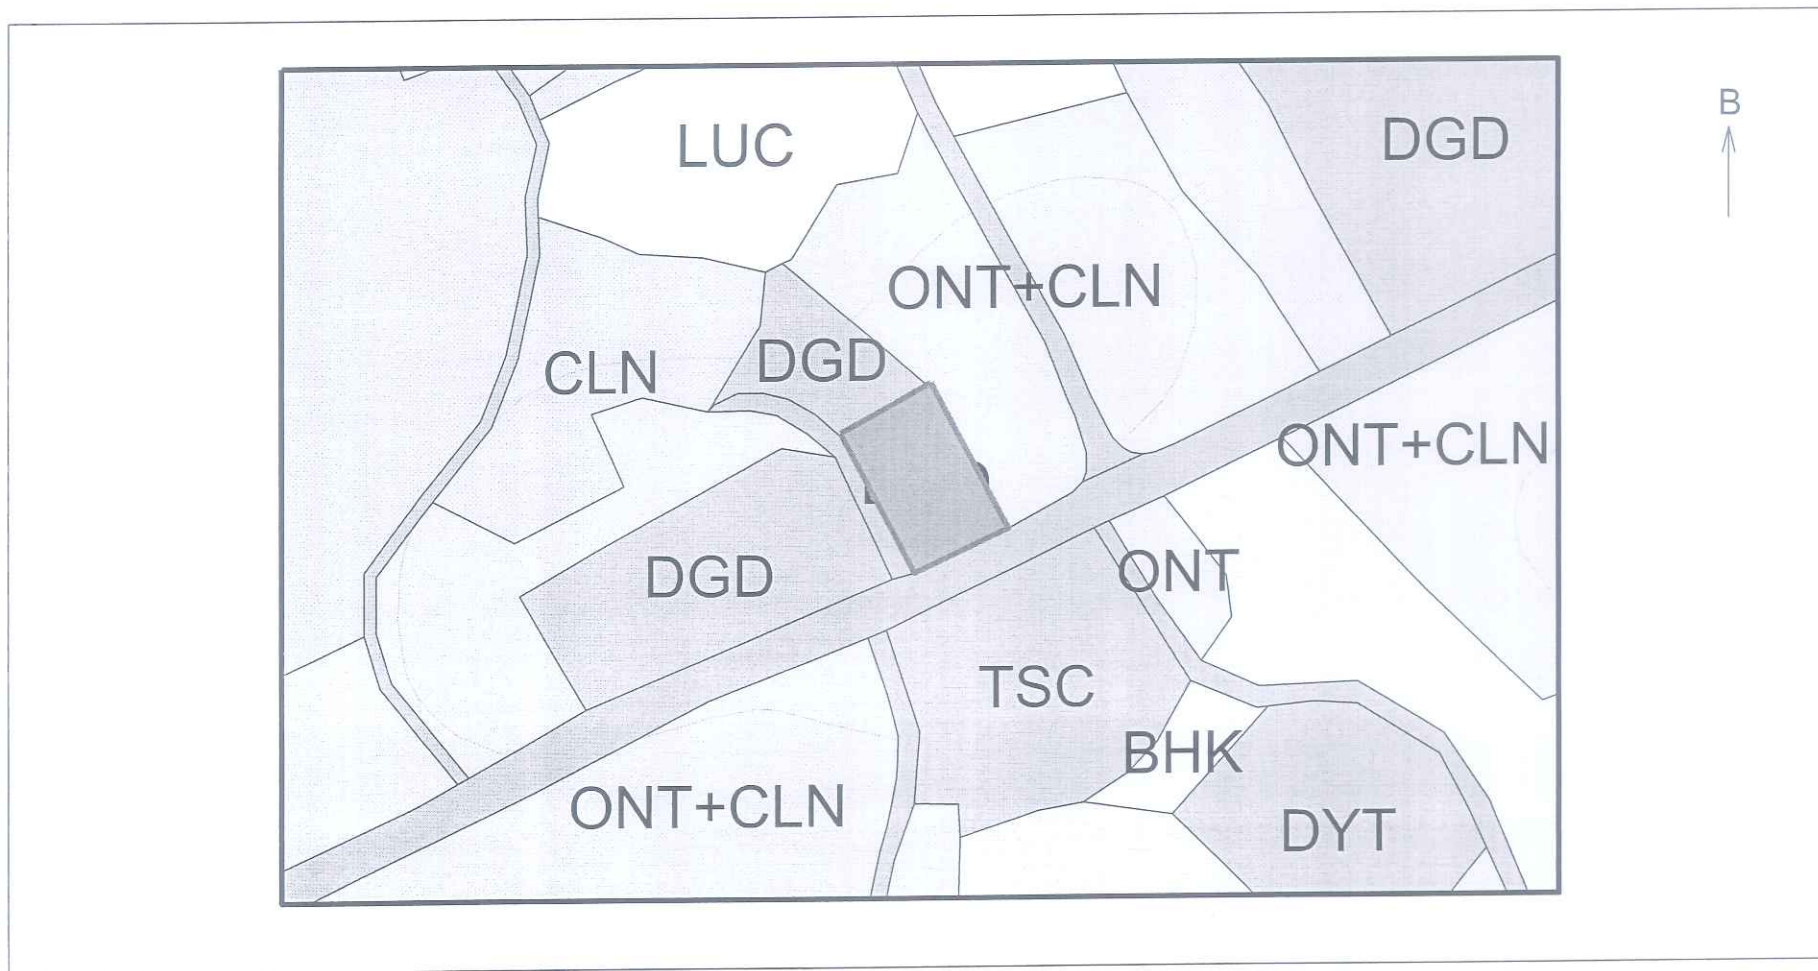 B
LUC
DGD
ONT+CLN
CLN
DGD
ONT+CLN
DGD
ONT
TSC
BHK
ONT+CLN
DYT